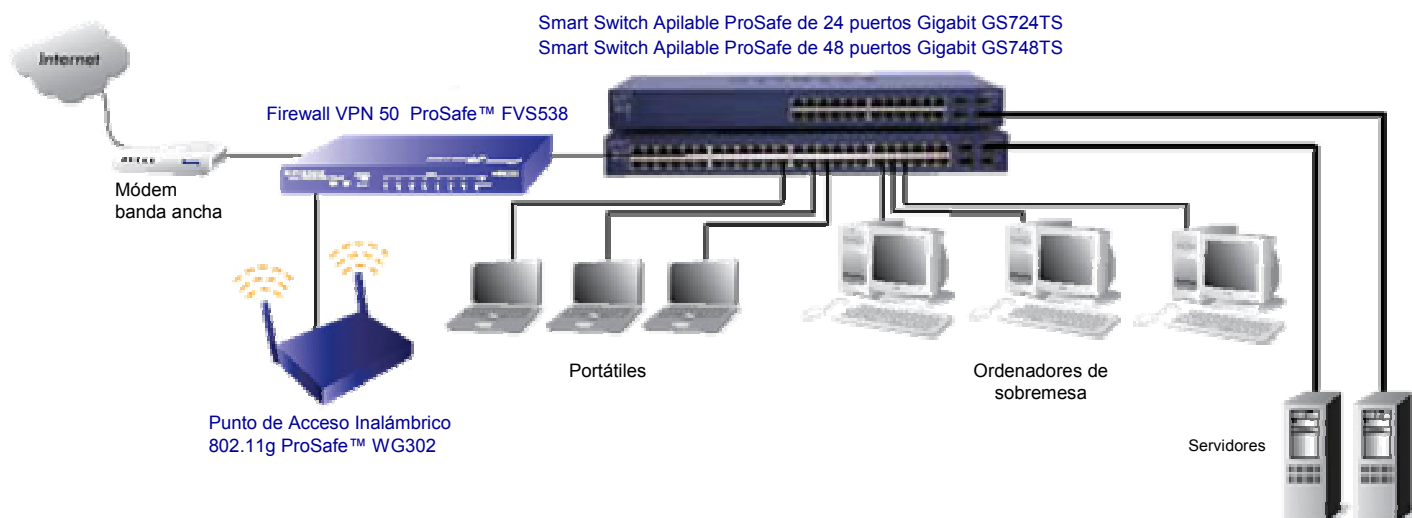 Smart Switch Apilable ProSafe de 24 puertos Gigabit GS724TS
Smart Switch Apilable ProSafe de 48 puertos Gigabit GS748TS
Internet
Firewall VPN 50 ProSafe™ FVS538
Módem
banda ancha
Portátiles
Ordenadores de
sobremesa
Punto de Acceso Inalámbrico
802.11g ProSafe™ WG302
Servidores